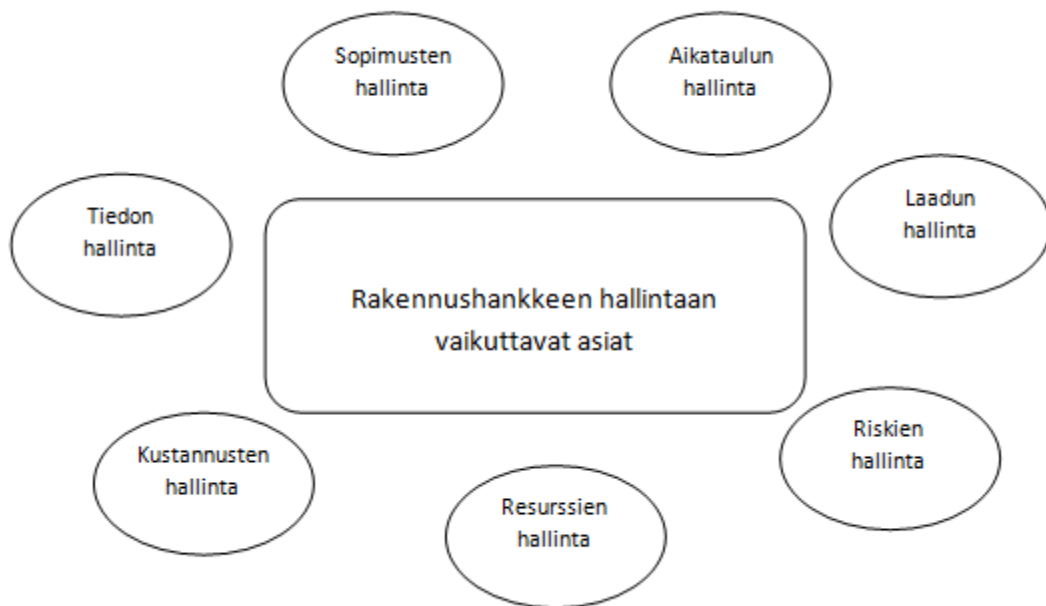 Sopimusten
hallinta
Aikataulun
hallinta
Tiedon
hallinta
Laadun
hallinta
Rakennushankkeen hallintaan
vaikuttavat asiat
Kustannusten
hallinta
Resurssien
hallinta
Riskien
hallinta